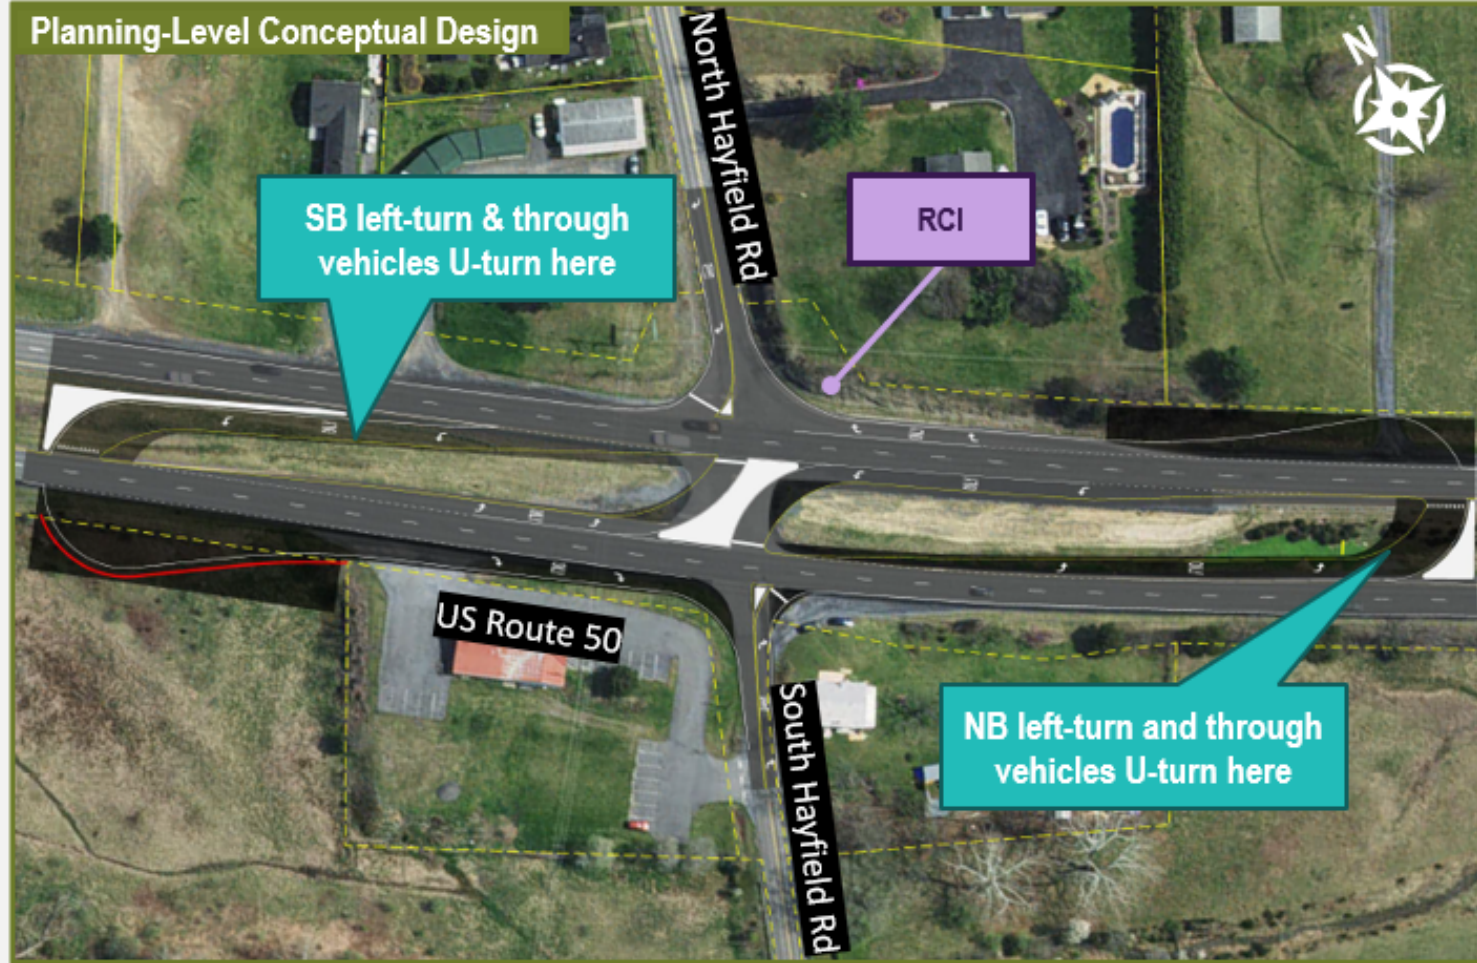 Planning-Level Conceptual Design
North Hayfield Rd
N
SB left-turn & through
vehicles U-turn here
RCI
US Route 50
South Hayfield Rd
NB left-turn and through
vehicles U-turn here